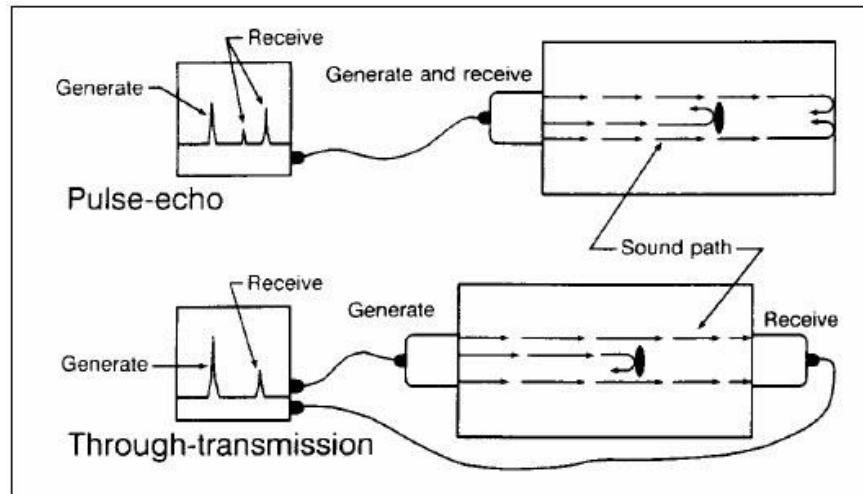 Receive
Generate
Generate and receive
Pulse-echo
Sound path
Receive
Generate
Receive
Generate
Through-transmission